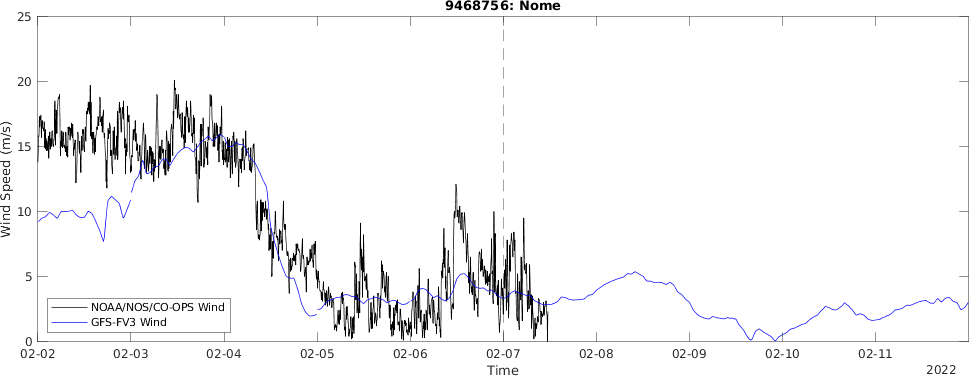 9468756: Nome
25
20
15
10
5
0
Wind Speed (m/s)
NOAA/NOS/CO-OPS Wind
GFS-FV3 Wind
02-02 02-03 02-04 02-05 02-06 02-07 02-08 02-09 02-10 02-11
Time
2022